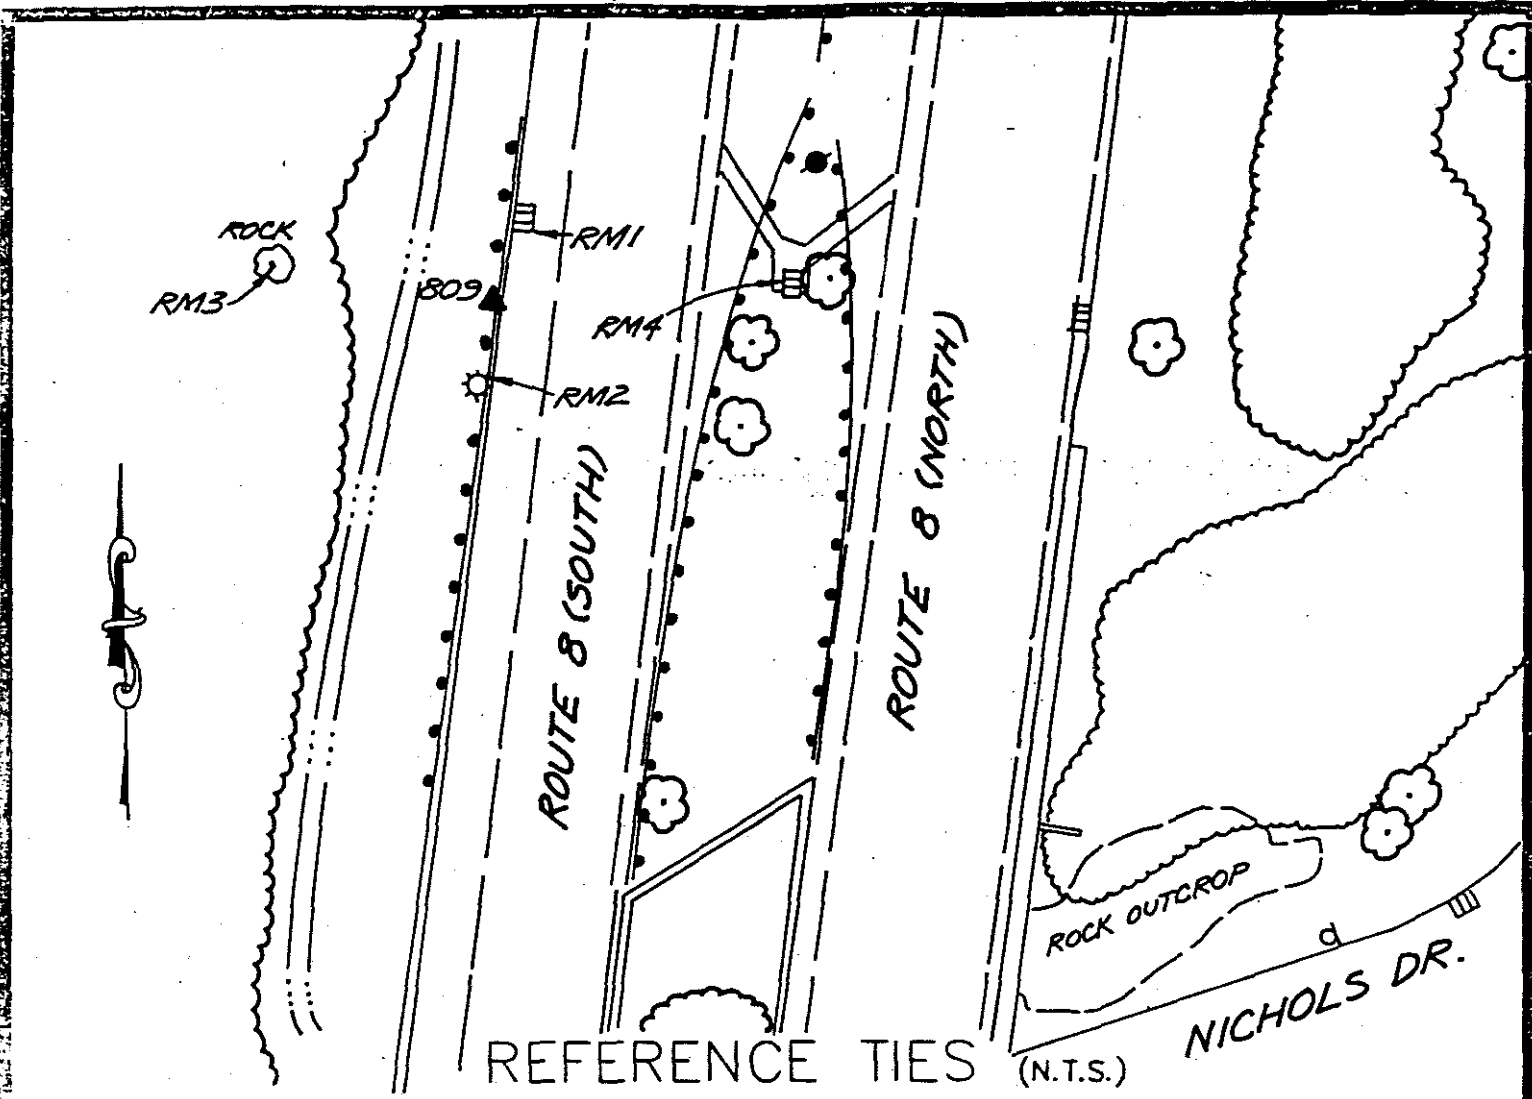 ROCK
RM1
RM3
809
RM4
RM2
ROUTE 8 (SOUTH)
ROUTE 8 (NORTH)
ROCK OUTCROP
NICHOLS DR.
REFERENCE TIES (N.T.S.)